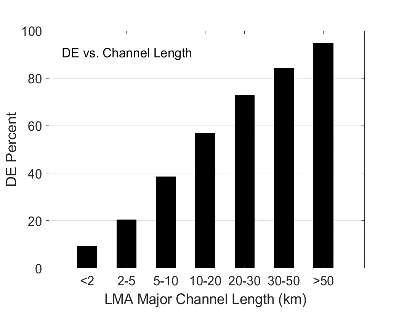 100
DE vs. Channel Length
80
60
40
20
0
DE Percent
<2 2-5 5-10 10-20 20-30 30-50 >50
LMA Major Channel Length (km)